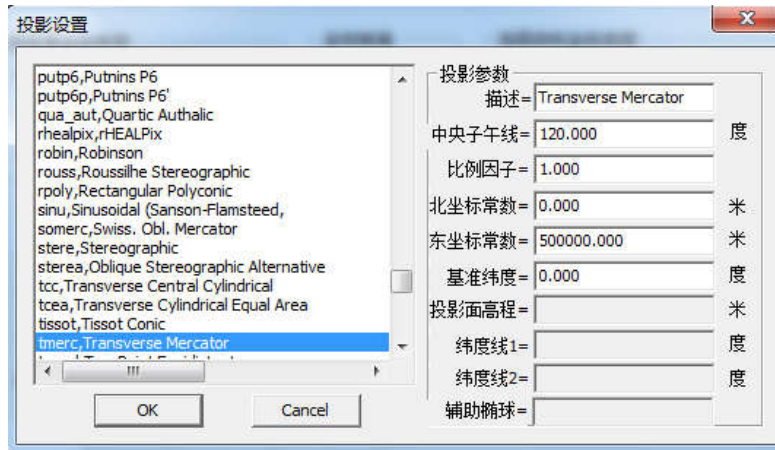 投影设置
putp6,Putnins P6
putp6p,Putnins P6'
qua_aut,Quartic Authalic
rhealpix,rHEALPix
robin,Robinson
rouss,Roussilhe Stereographic
rpoly,Rectangular Polyconic
sinu,Sinusoidal (Sanson-Flamsteed,
somerc,Swiss. Obl. Mercator
stere,Stereographic
sterea,Oblique Stereographic Alternative
tcc,Transverse Central Cylindrical
tcea,Transverse Cylindrical Equal Area
tissot,Tissot Conic
tmerc,Transverse Mercator
OK
Cancel
投影参数
描述= Transverse Mercator
中央子午线= 120.000 度
比例因子= 1.000
北坐标常数= 0.000 米
东坐标常数= 500000.000 米
基准纬度= 0.000 度
投影面高程= 米
纬度线1= 度
纬度线2= 度
辅助椭球=